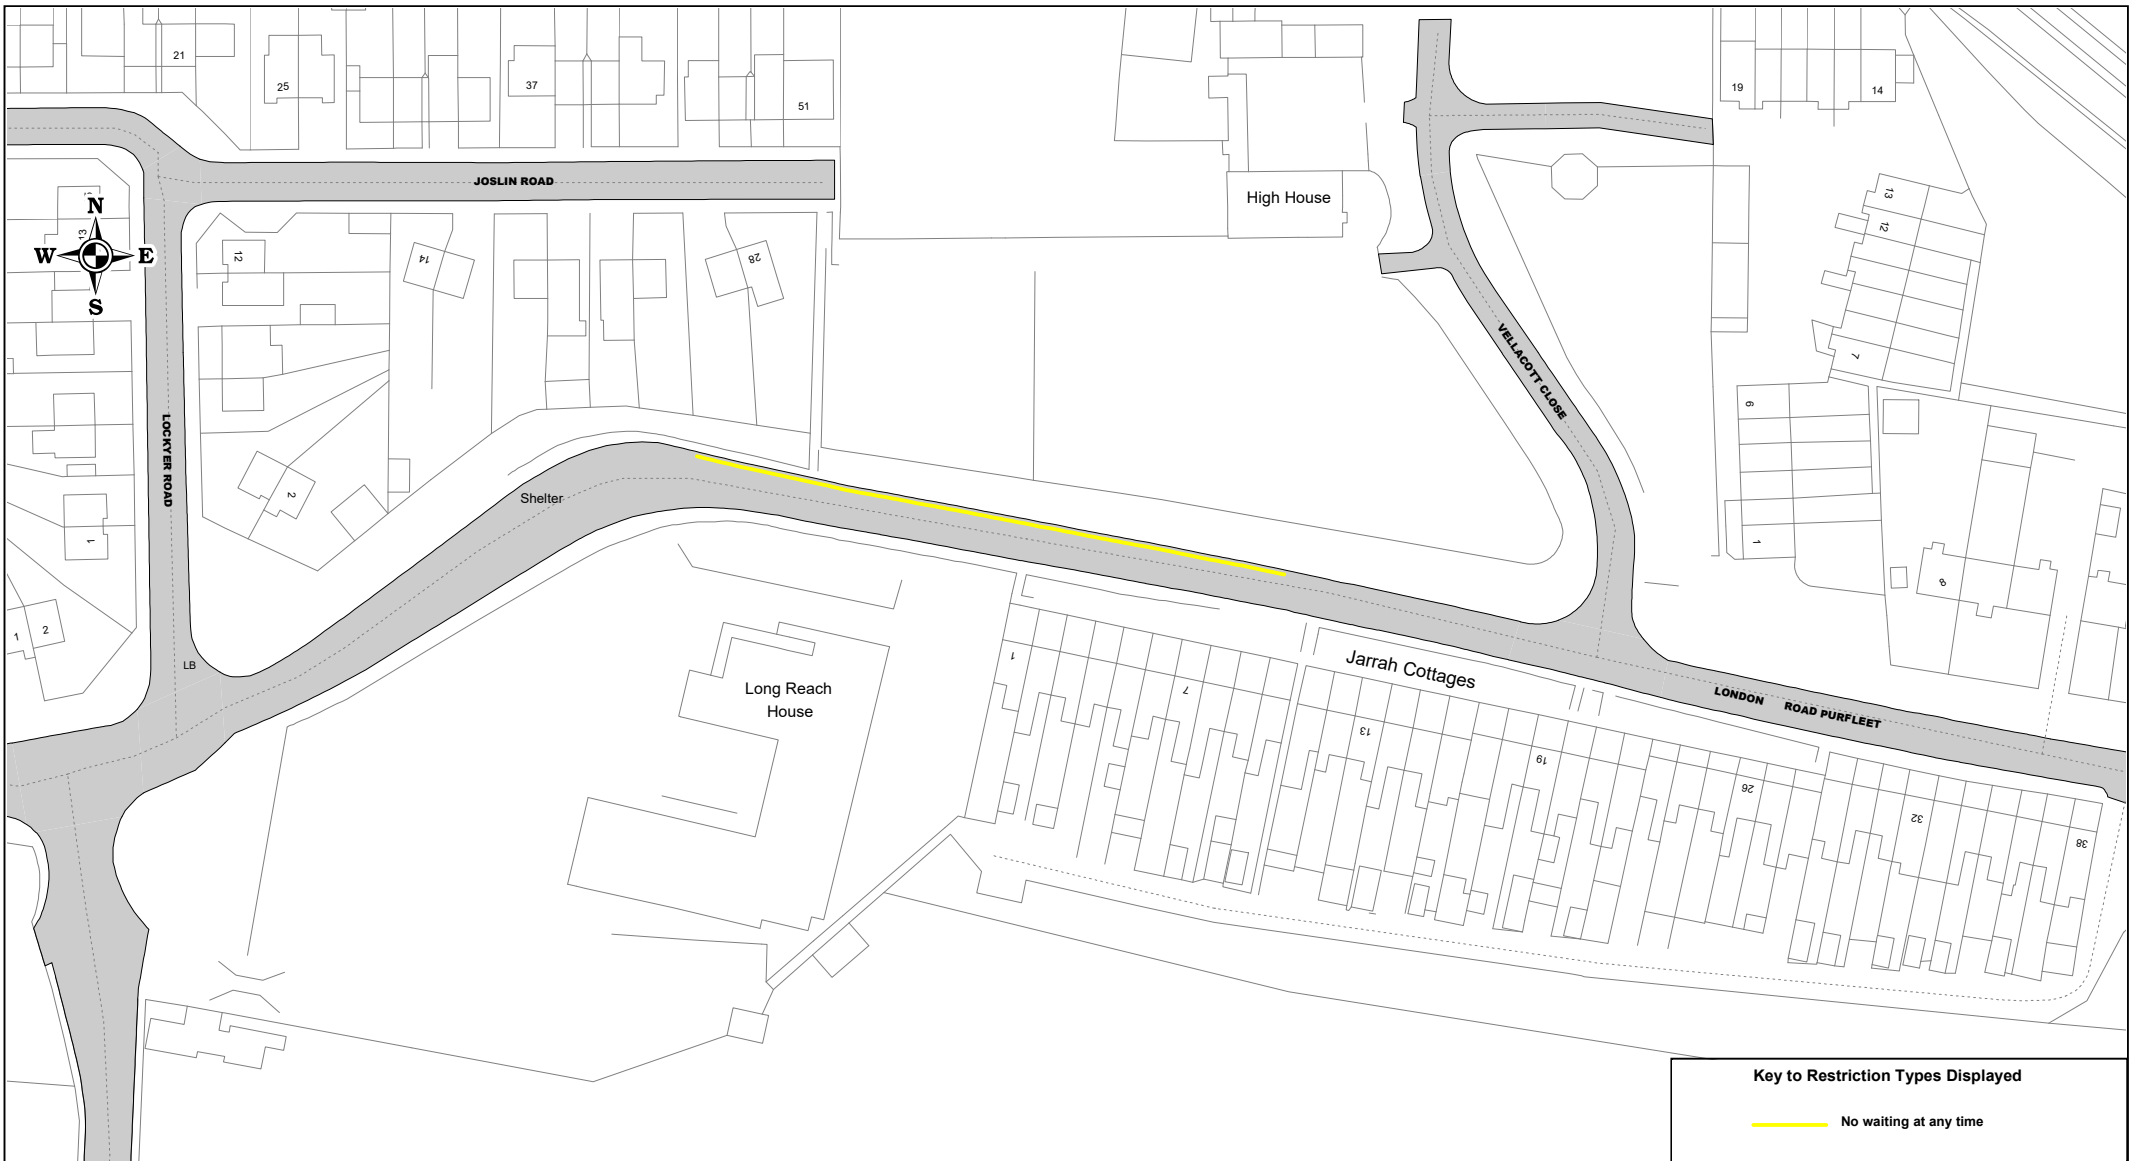 21
25
37
51
19
14
JOSLIN ROAD
High House
13
12
N
W E
S
13
12
14
28
7
VELLACOTT CLOSE
6
LOCKYER ROAD
2
Shelter
1
1
8
1 2
LB
Long Reach
House
1
7
Jarrah Cottages
13
19
26
32
38
LONDON ROAD PURFLEET
Key to Restriction Types Displayed
No waiting at any time